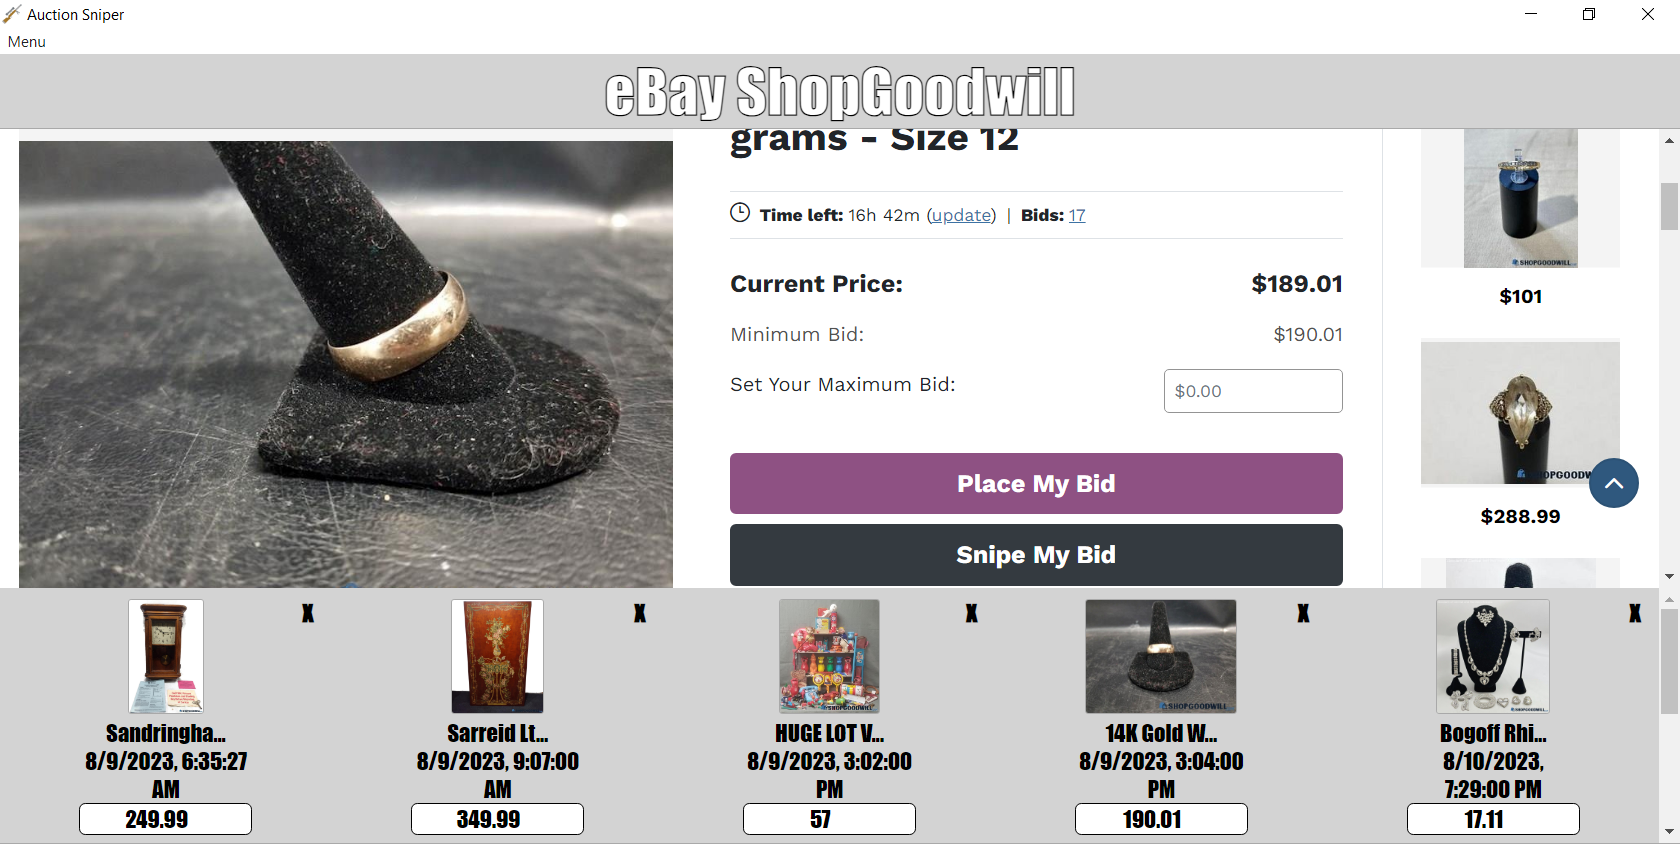 Auction Sniper
Menu
eBay ShopGoodwill
grams - Size 12
Time left: 16h 42m (update) | Bids: 17
Current Price: $189.01
Minimum Bid: $190.01
Set Your Maximum Bid: $0.00
Place My Bid
Snipe My Bid
SHOPGOODWILL
$101
$288.99
X
Sandringha...
8/9/2023, 6:35:27
AM
249.99
X
Sarreid Lt...
8/9/2023, 9:07:00
AM
349.99
X
SHOPGOODWILL
HUGE LOT V...
8/9/2023, 3:02:00
PM
57
X
SHOPGOODWILL
14K Gold W...
8/9/2023, 3:04:00
PM
190.01
X
SHOPGOODWILL
Bogoff Rhi...
8/10/2023,
7:29:00 PM
17.11